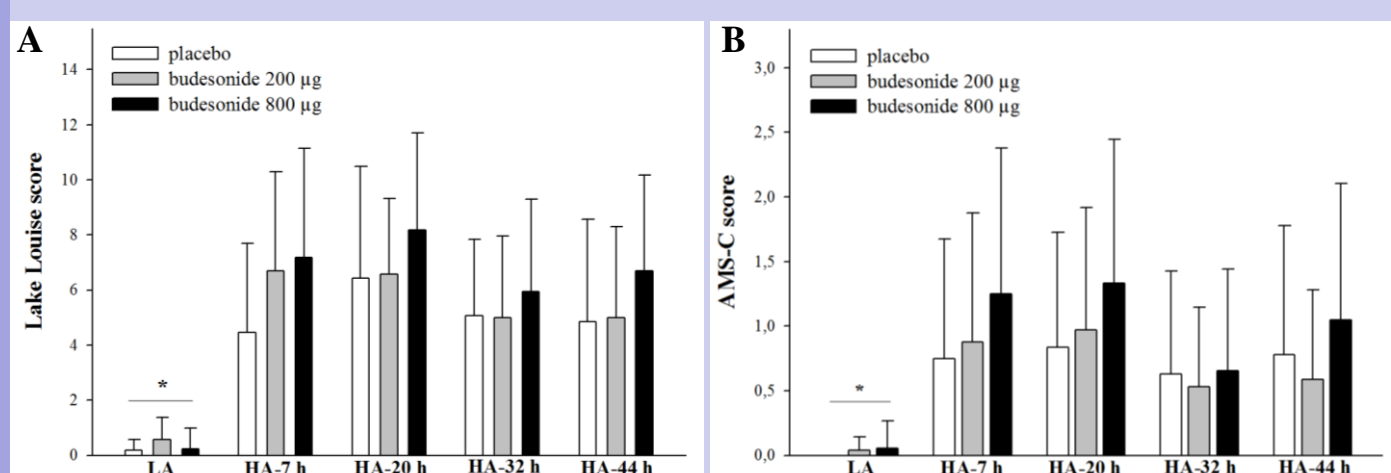 A
Lake Louise score
14
12
10
8
6
4
2
0
placebo
budesonide 200 µg
budesonide 800 µg
*
LA HA-7 h HA-20 h HA-32 h HA-44 h
B
AMS-C score
3,0
2,5
2,0
1,5
1,0
0,5
0,0
placebo
budesonide 200 µg
budesonide 800 µg
*
LA HA-7 h HA-20 h HA-32 h HA-44 h